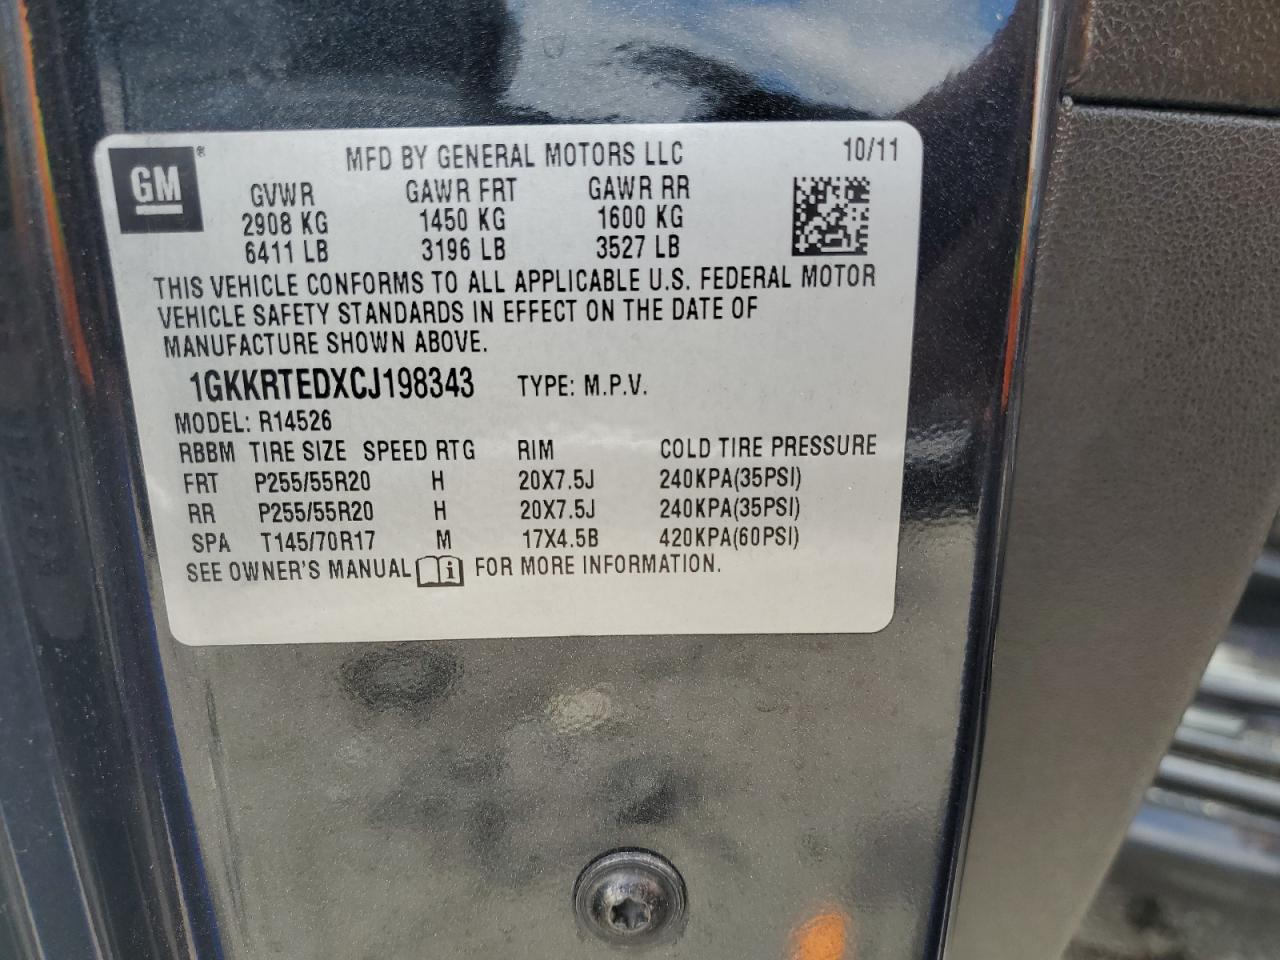 GM ® MFD BY GENERAL MOTORS LLC 10/11
GVWR GAWR FRT GAWR RR
2908 KG 1450 KG 1600 KG
6411 LB 3196 LB 3527 LB
THIS VEHICLE CONFORMS TO ALL APPLICABLE U.S. FEDERAL MOTOR
VEHICLE SAFETY STANDARDS IN EFFECT ON THE DATE OF
MANUFACTURE SHOWN ABOVE.
1GKKRTEDXCJ198343 TYPE: M.P.V.
MODEL: R14526
RBBM TIRE SIZE SPEED RTG RIM COLD TIRE PRESSURE
FRT P255/55R20 H 20X7.5J 240KPA(35PSI)
RR P255/55R20 H 20X7.5J 240KPA(35PSI)
SPA T145/70R17 M 17X4.5B 420KPA(60PSI)
SEE OWNER'S MANUAL i FOR MORE INFORMATION.